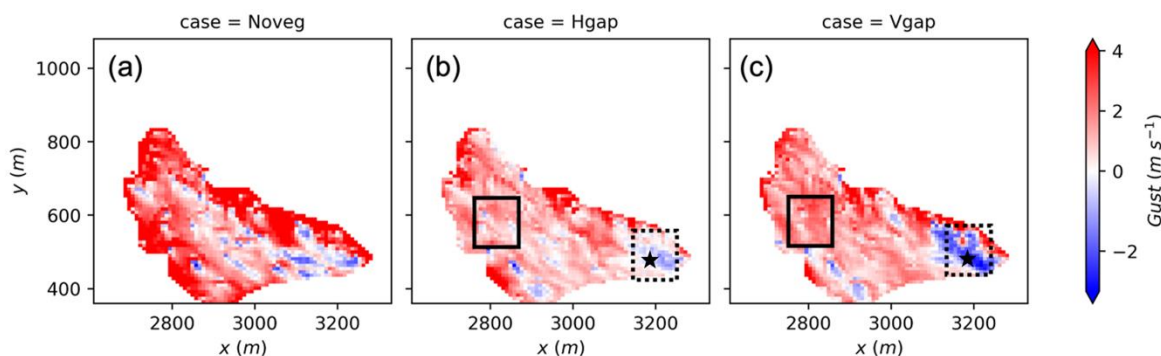 case = Noveg
case = Hgap
case = Vgap
(a)
(b)
(c)
1000
800
600
400
y (m)
2800 3000 3200
2800 3000 3200
2800 3000 3200
x (m)
x (m)
x (m)
4
2
0
−2
Gust (m s⁻¹)